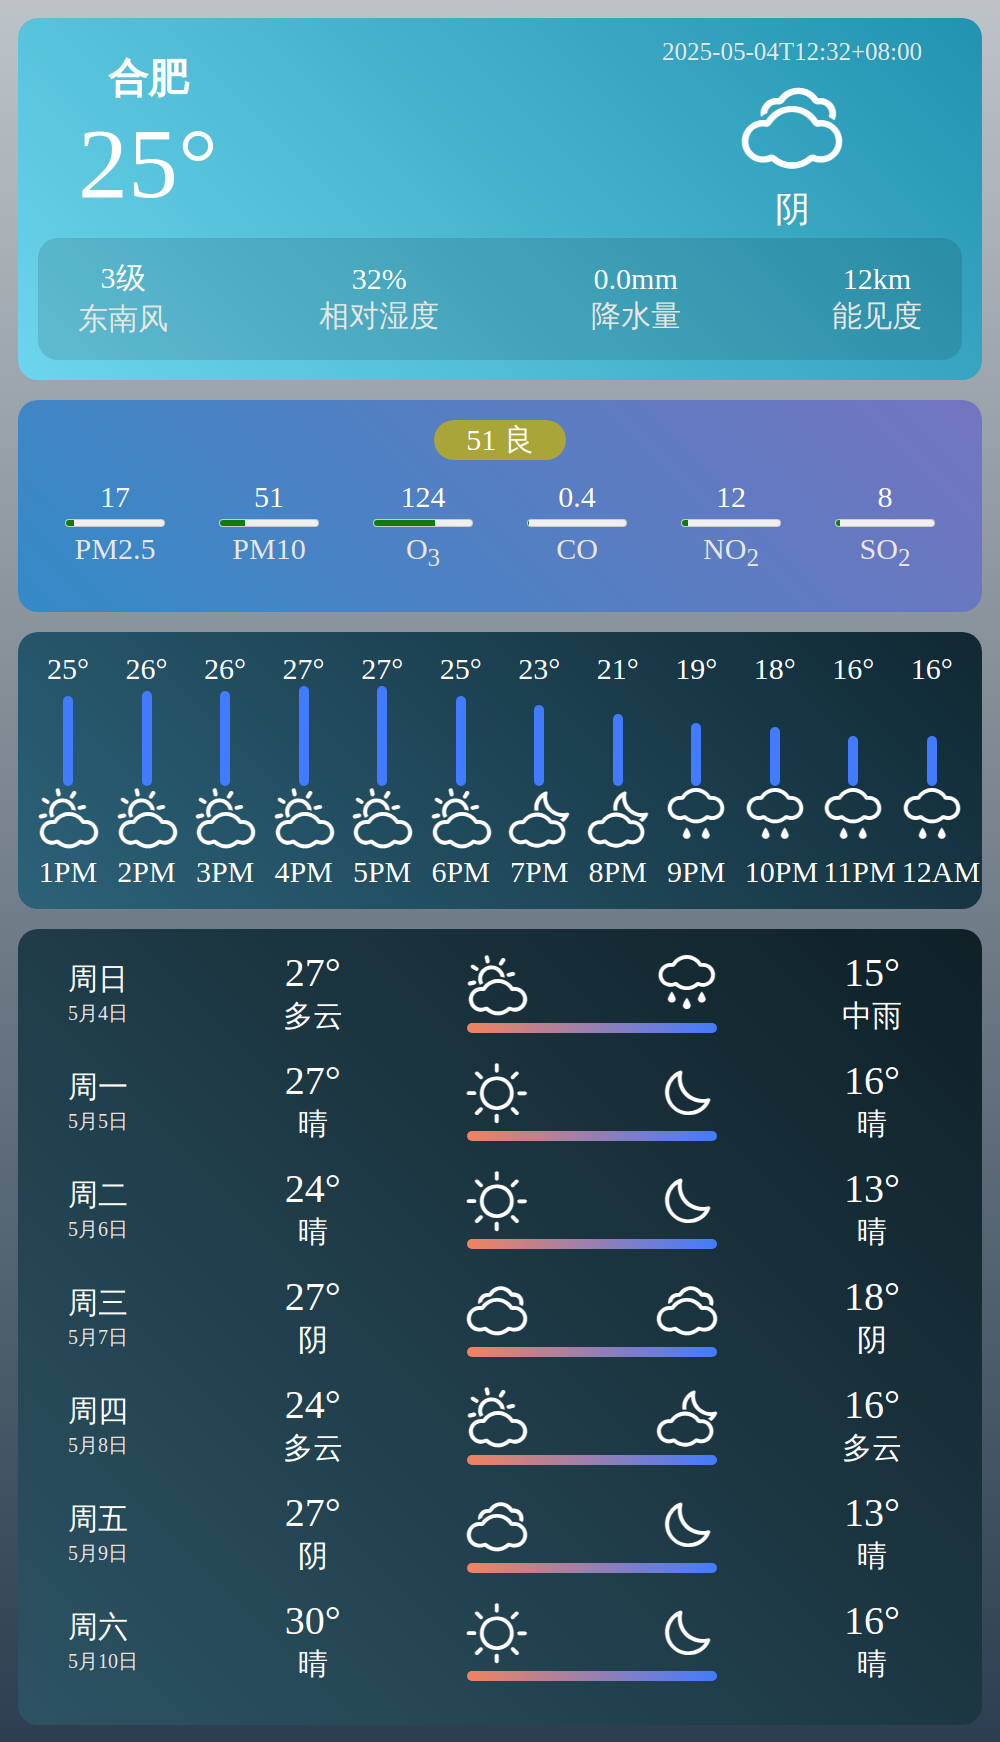 合肥
25°
2025-05-04T12:32+08:00
阴
3级 32% 0.0mm 12km
东南风 相对湿度 降水量 能见度
51 良
17 51 124 0.4 12 8
PM2.5 PM10 O3 CO NO2 SO2
25° 26° 26° 27° 27° 25° 23° 21° 19° 18° 16° 16°
1PM 2PM 3PM 4PM 5PM 6PM 7PM 8PM 9PM 10PM 11PM 12AM
周日 27° 15°
5月4日 多云 中雨
周一 27° 16°
5月5日 晴 晴
周二 24° 13°
5月6日 晴 晴
周三 27° 18°
5月7日 阴 阴
周四 24° 16°
5月8日 多云 多云
周五 27° 13°
5月9日 阴 晴
周六 30° 16°
5月10日 晴 晴